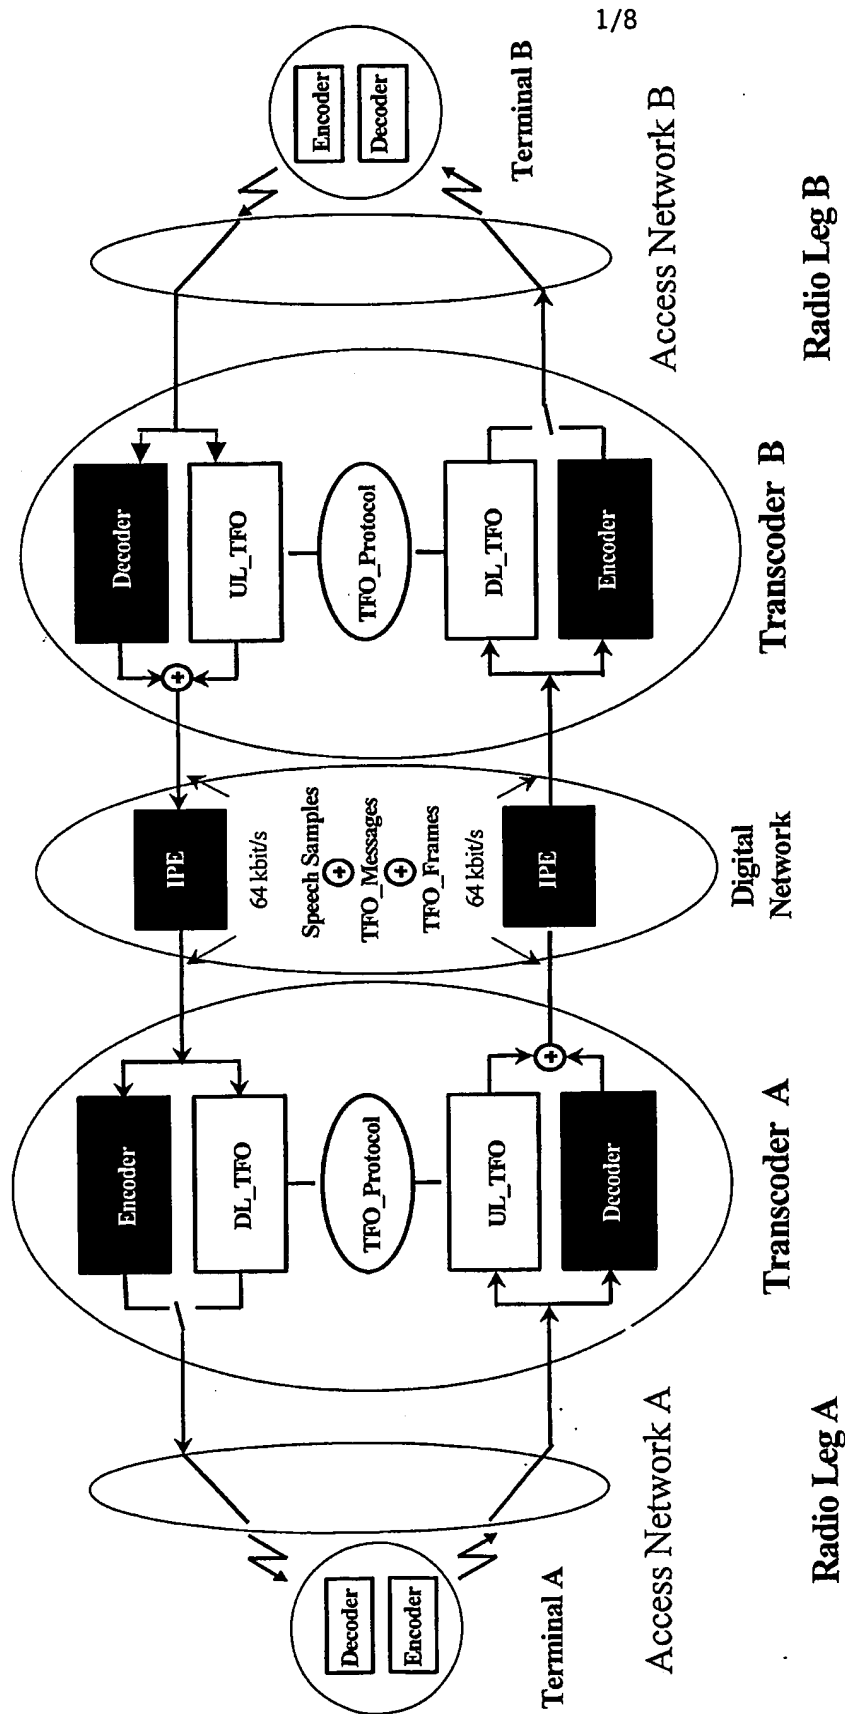 1/8
Decoder
Encoder
Terminal A
Access Network A
Radio Leg A
Encoder
DL_TFO
TFO_Protocol
UL_TFO
Decoder
Transcoder A
IPE
64 kbit/s
Speech Samples
+
TFO_Messages
+
TFO_Frames
64 kbit/s
IPE
Digital
Network
+
+
Decoder
UL_TFO
TFO_Protocol
DL_TFO
Encoder
Transcoder B
Encoder
Decoder
Terminal B
Access Network B
Radio Leg B